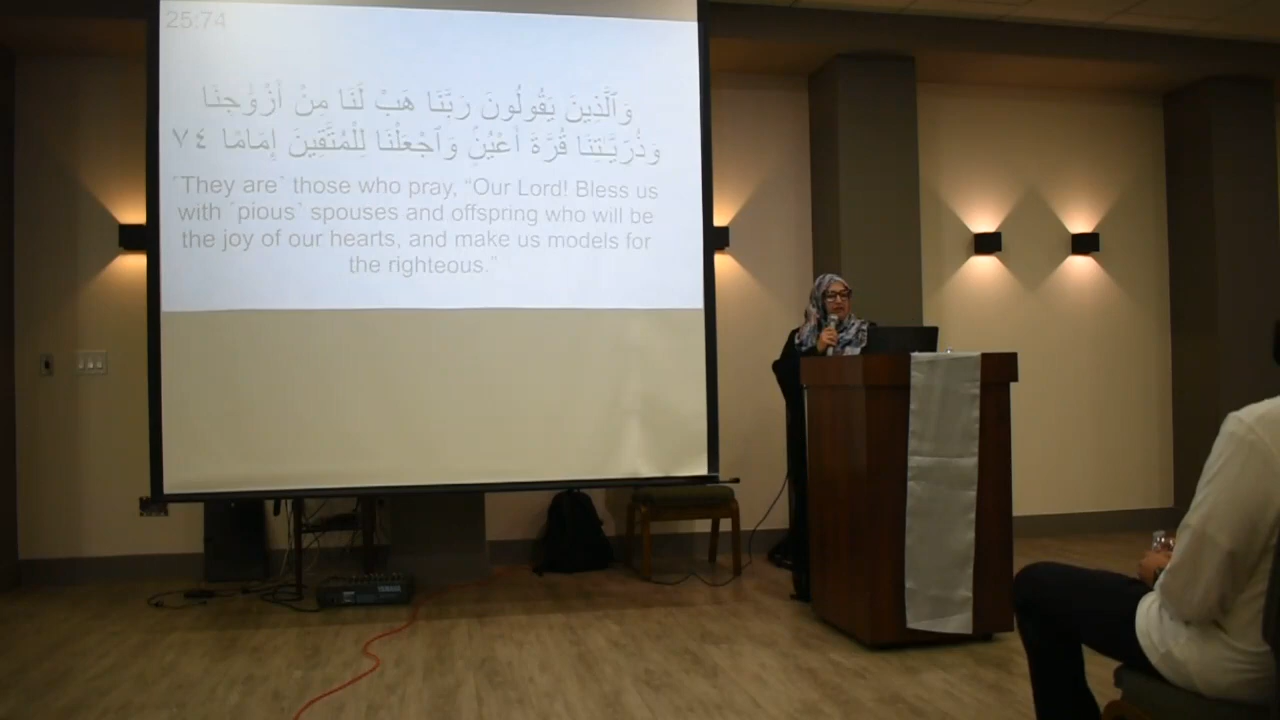 25:74
وَٱلَّذِينَ يَقُولُونَ رَبَّنَا هَبْ لَنَا مِنْ أَزْوَٰجِنَا
وَذُرِّيَّـٰتِنَا قُرَّةَ أَعْيُنٍۢ وَٱجْعَلْنَا لِلْمُتَّقِينَ إِمَامًا ٧٤
˹They are˺ those who pray, “Our Lord! Bless us
with ˹pious˺ spouses and offspring who will be
the joy of our hearts, and make us models for
the righteous.”
YAMAHA